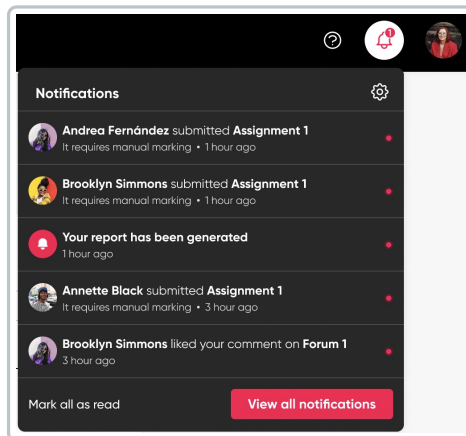 1
Notifications
Andrea Fernández submitted Assignment 1
It requires manual marking • 1 hour ago
Brooklyn Simmons submitted Assignment 1
It requires manual marking • 1 hour ago
Your report has been generated
1 hour ago
Annette Black submitted Assignment 1
It requires manual marking • 3 hour ago
Brooklyn Simmons liked your comment on Forum 1
3 hour ago
Mark all as read
View all notifications